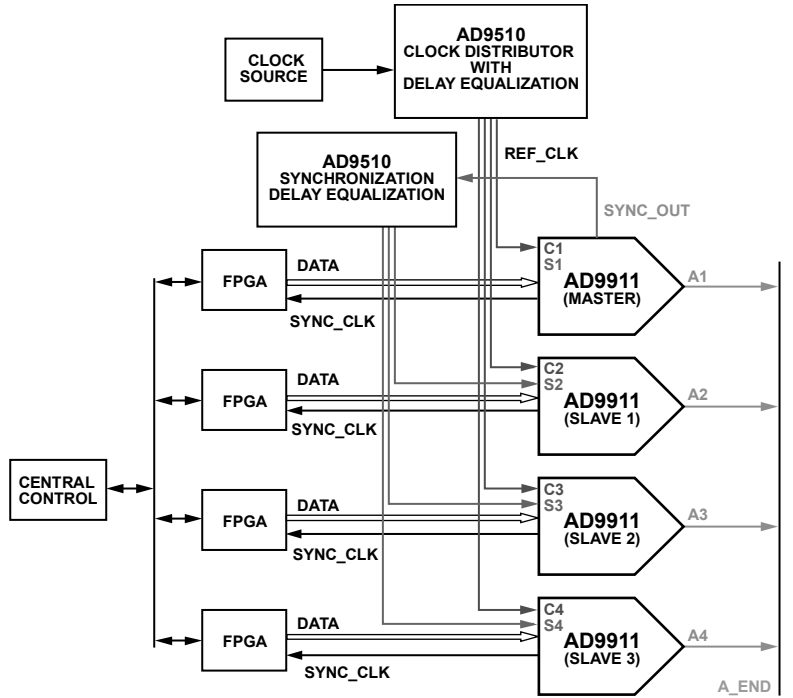 AD9510
CLOCK DISTRIBUTOR
WITH
DELAY EQUALIZATION
CLOCK
SOURCE
AD9510
SYNCHRONIZATION
DELAY EQUALIZATION
REF_CLK
SYNC_OUT
FPGA
DATA
SYNC_CLK
C1
S1
AD9911
(MASTER)
A1
FPGA
DATA
SYNC_CLK
C2
S2
AD9911
(SLAVE 1)
A2
CENTRAL
CONTROL
FPGA
DATA
SYNC_CLK
C3
S3
AD9911
(SLAVE 2)
A3
FPGA
DATA
SYNC_CLK
C4
S4
AD9911
(SLAVE 3)
A4
A_END